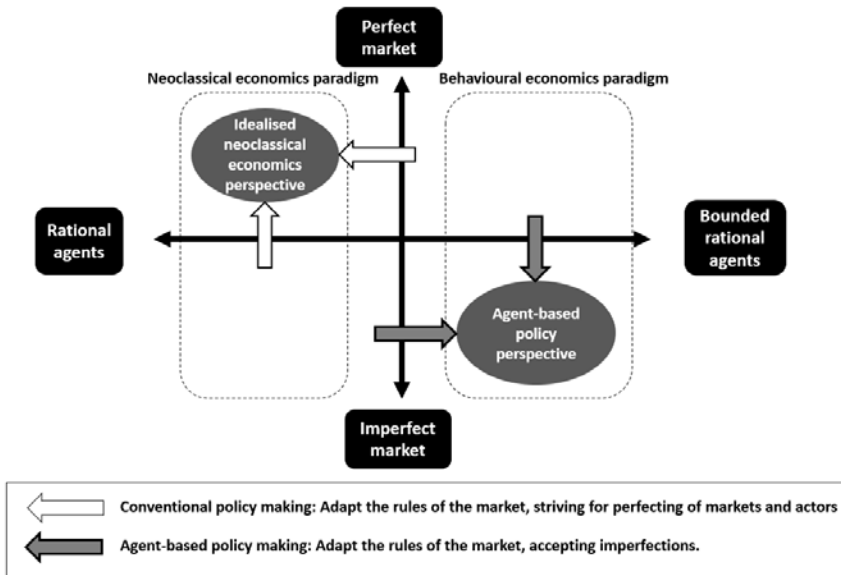 Perfect
market
Neoclassical economics paradigm
Behavioural economics paradigm
Idealised
neoclassical
economics
perspective
Rational
agents
Bounded
rational
agents
Agent-based
policy
perspective
Imperfect
market
Conventional policy making: Adapt the rules of the market, striving for perfecting of markets and actors
Agent-based policy making: Adapt the rules of the market, accepting imperfections.